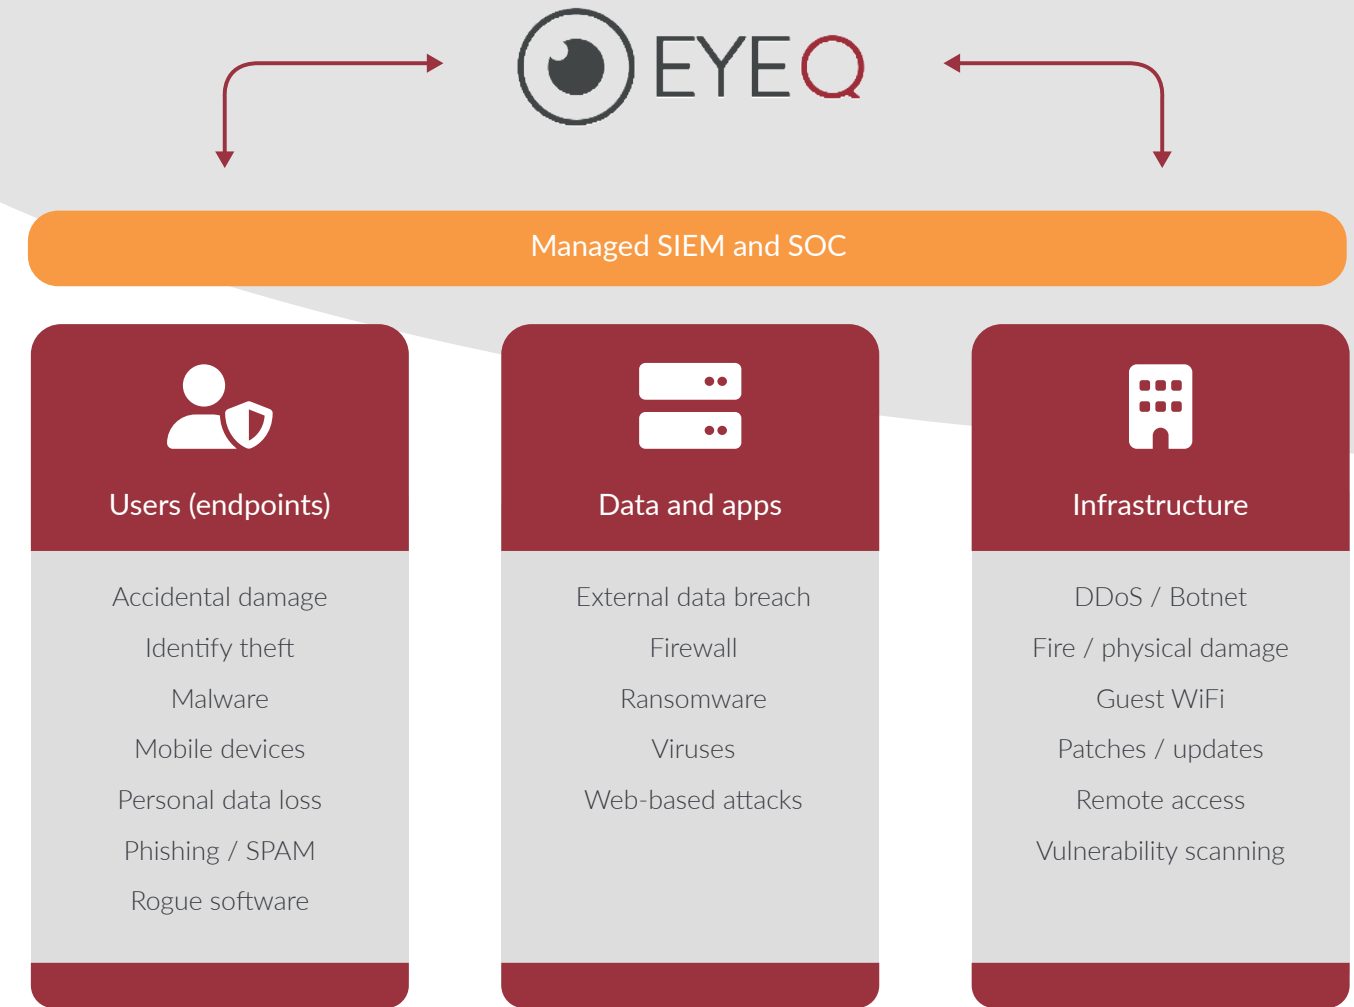 EYEQ
Managed SIEM and SOC
Users (endpoints)
Accidental damage
Identify theft
Malware
Mobile devices
Personal data loss
Phishing / SPAM
Rogue software
Data and apps
External data breach
Firewall
Ransomware
Viruses
Web-based attacks
Infrastructure
DDoS / Botnet
Fire / physical damage
Guest WiFi
Patches / updates
Remote access
Vulnerability scanning